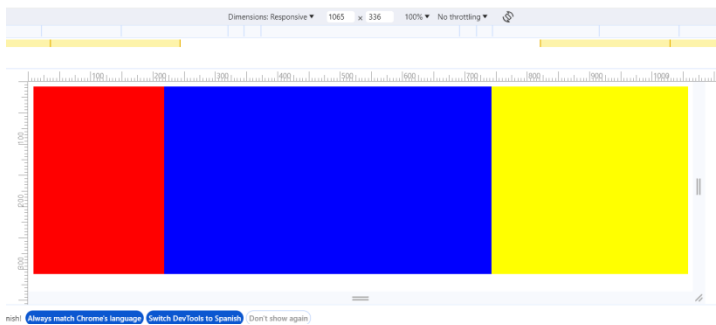 Dimensions: Responsive ▼ 1065 x 336 100% ▼ No throttling ▼
100 200 300 400 500 600 700 800 900 1000
100
200
300
nish! Always match Chrome's language Switch DevTools to Spanish Don't show again